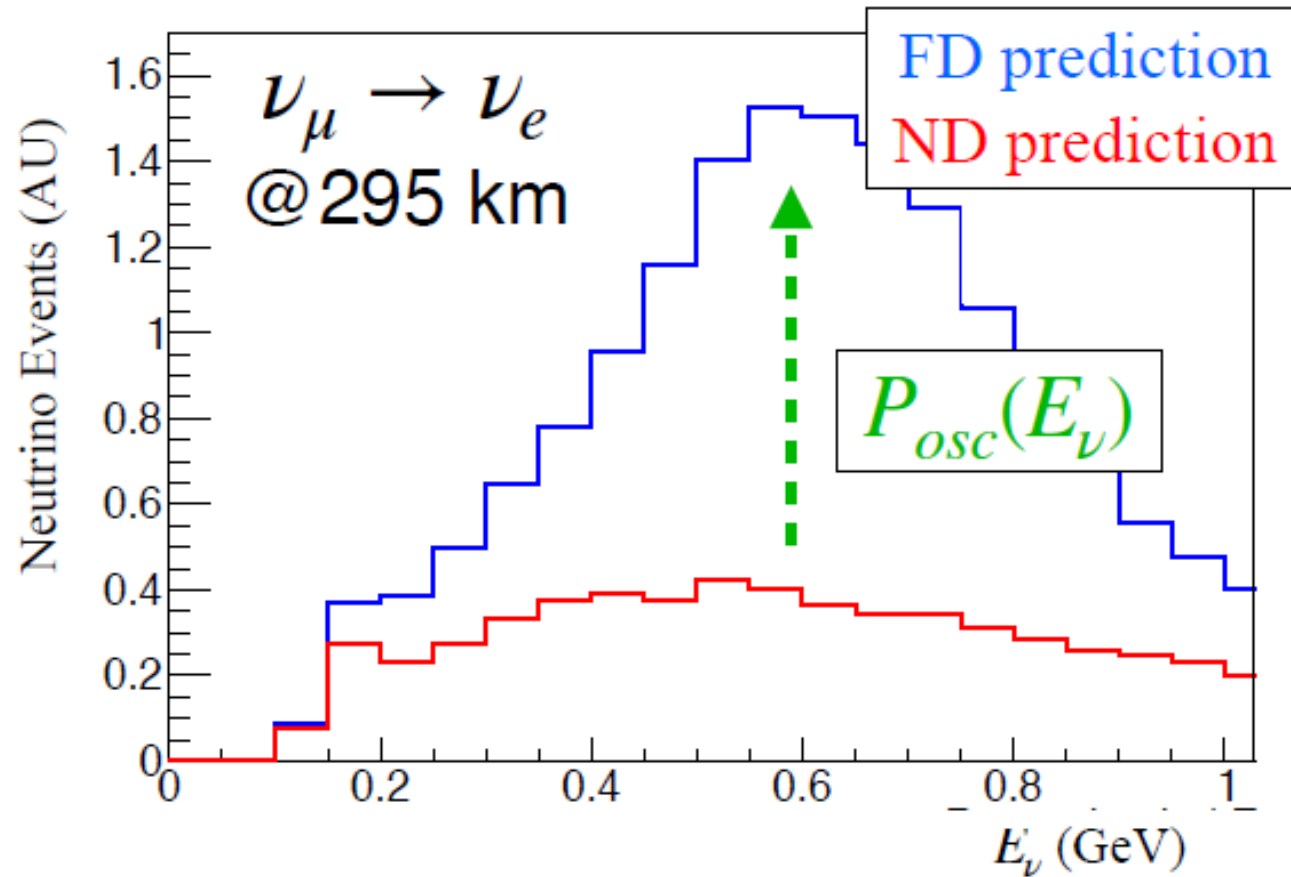 FD prediction
ND prediction
ν_μ → ν_e
@295 km
P_osc(E_ν)
Neutrino Events (AU)
1.6
1.4
1.2
1
0.8
0.6
0.4
0.2
0
0 0.2 0.4 0.6 0.8 1
E_ν (GeV)